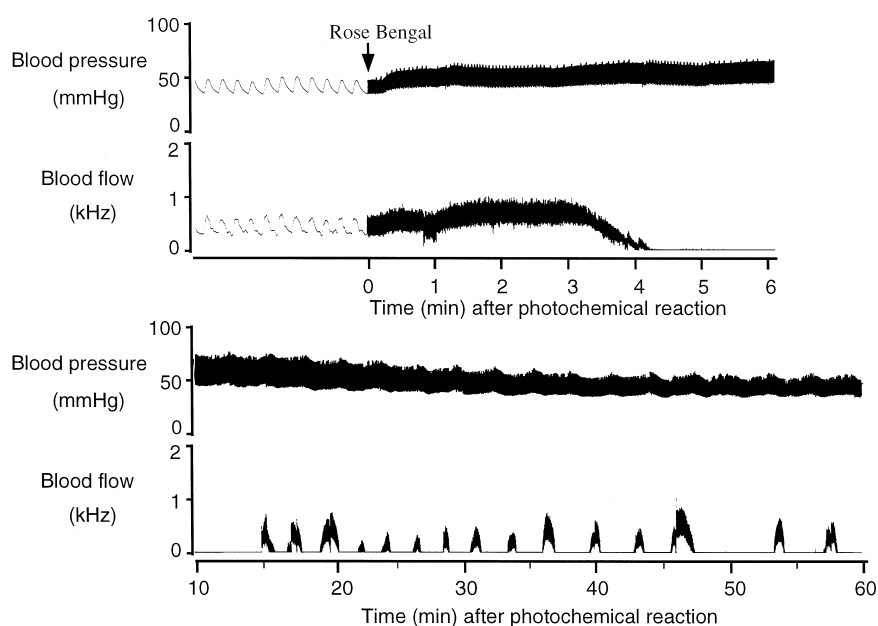 Rose Bengal
100
Blood pressure
50
(mmHg)
0
2
Blood flow
1
(kHz)
0
0 1 2 3 4 5 6
Time (min) after photochemical reaction
100
Blood pressure
50
(mmHg)
0
2
Blood flow
1
(kHz)
0
10 20 30 40 50 60
Time (min) after photochemical reaction